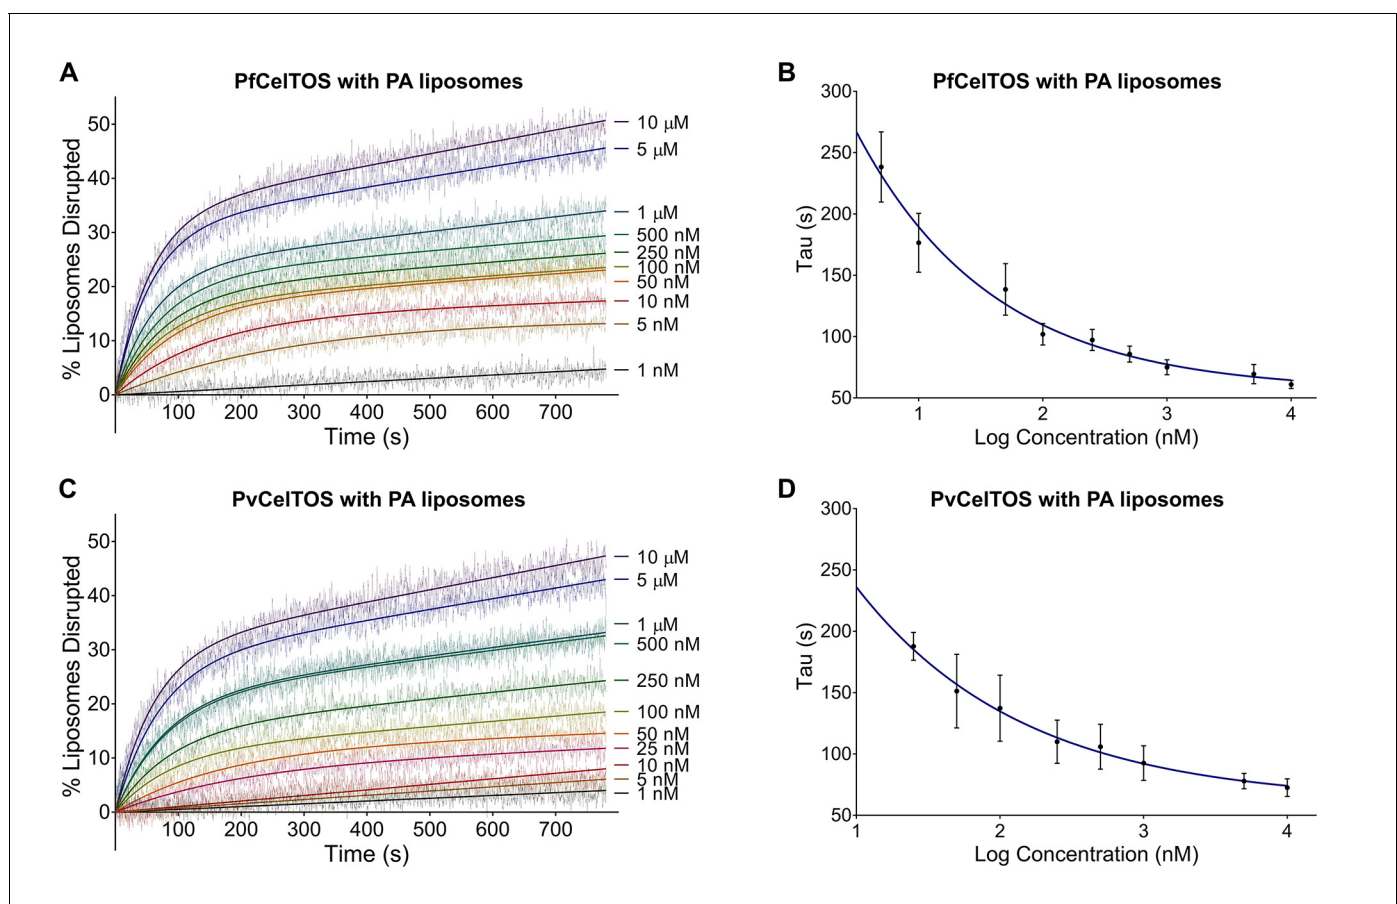 A
PfCelTOS with PA liposomes
% Liposomes Disrupted
50
40
30
20
10
0
100 200 300 400 500 600 700
Time (s)
10 μM
5 μM
1 μM
500 nM
250 nM
100 nM
50 nM
10 nM
5 nM
1 nM
B
PfCelTOS with PA liposomes
Tau (s)
300
250
200
150
100
50
1 2 3 4
Log Concentration (nM)
C
PvCelTOS with PA liposomes
% Liposomes Disrupted
50
40
30
20
10
0
100 200 300 400 500 600 700
Time (s)
10 μM
5 μM
1 μM
500 nM
250 nM
100 nM
50 nM
25 nM
10 nM
5 nM
1 nM
D
PvCelTOS with PA liposomes
Tau (s)
300
250
200
150
100
50
1 2 3 4
Log Concentration (nM)